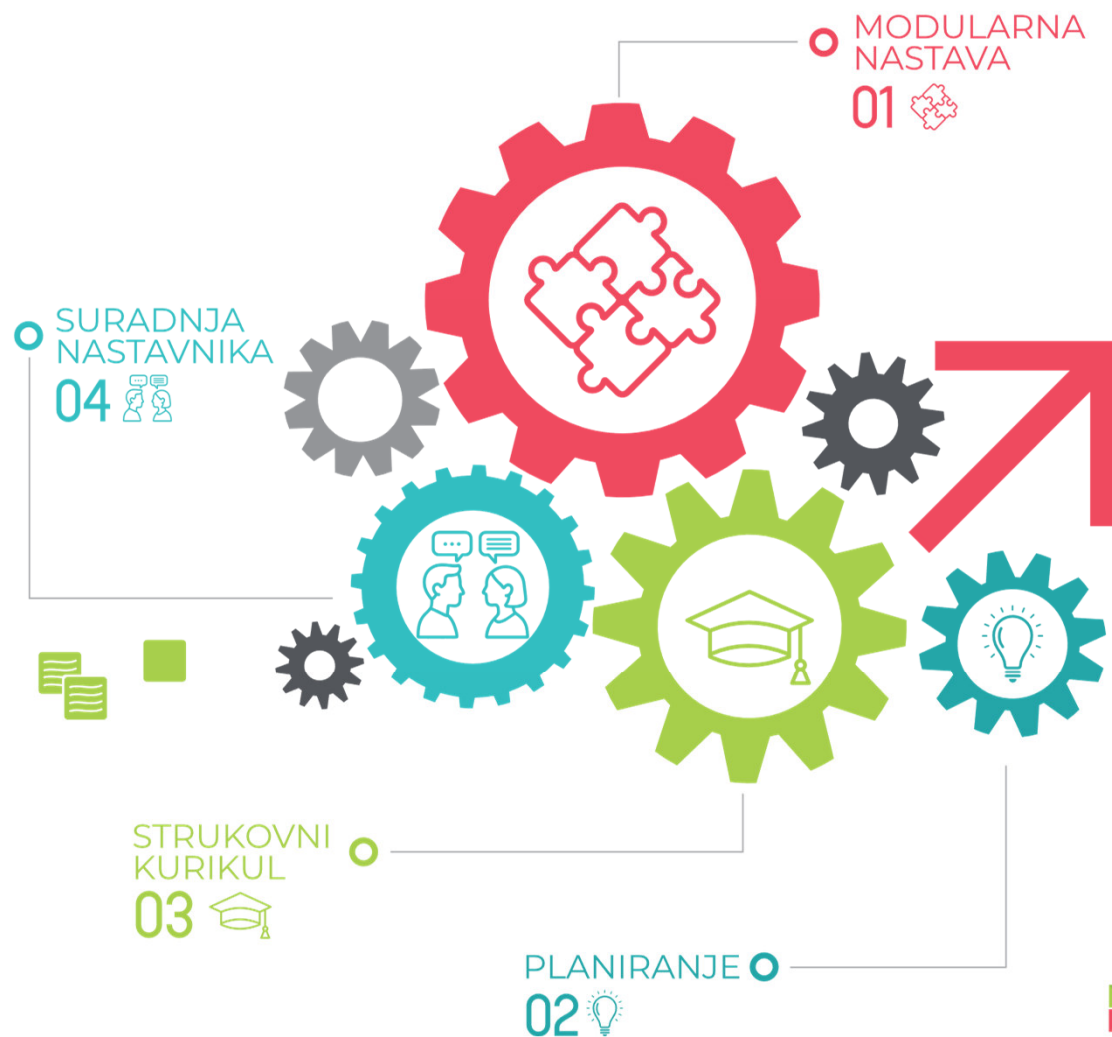 MODULARNA
NASTAVA
01
SURADNJA
NASTAVNIKA
04
STRUKOVNI
KURIKUL
03
PLANIRANJE
02